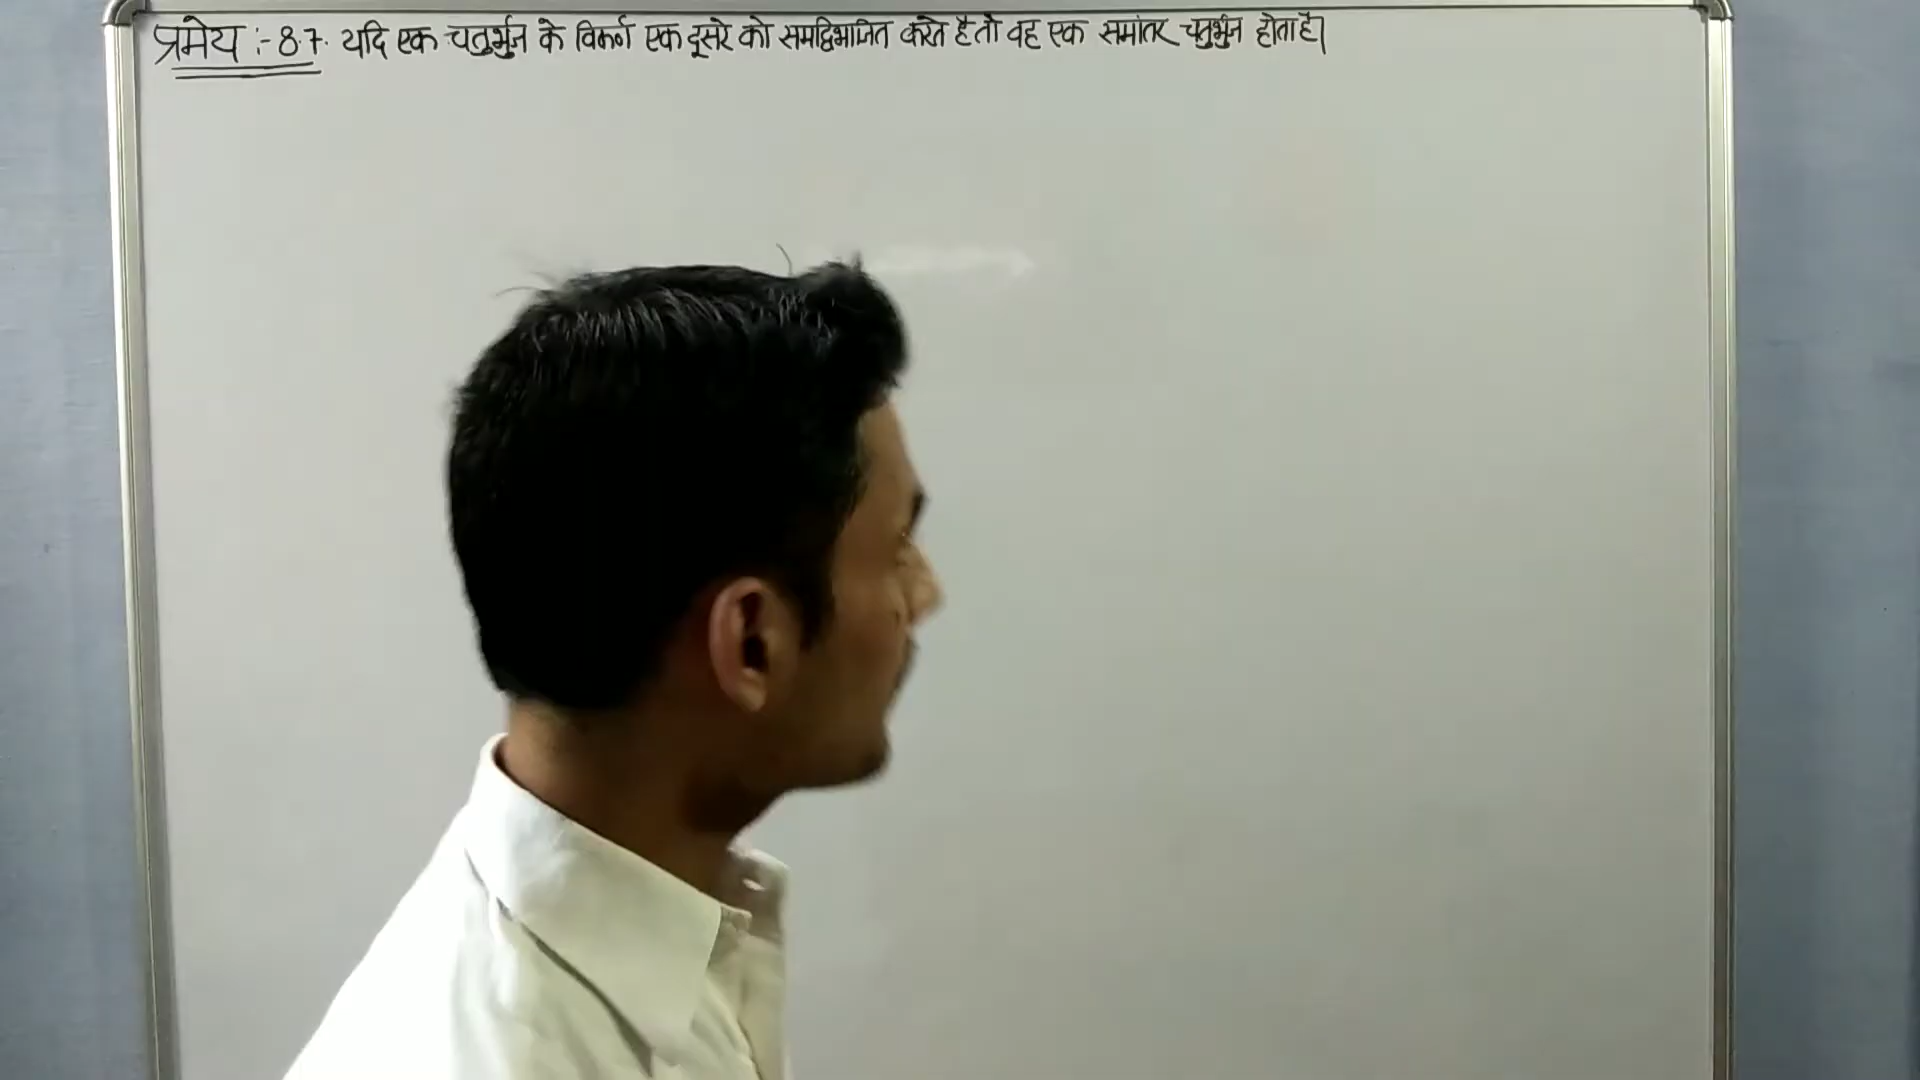 प्रमेय :- 8.7. यदि एक चतुर्भुज के विकर्ण एक दूसरे को समद्विभाजित करते है तो वह एक समांतर चतुर्भुज होता है।